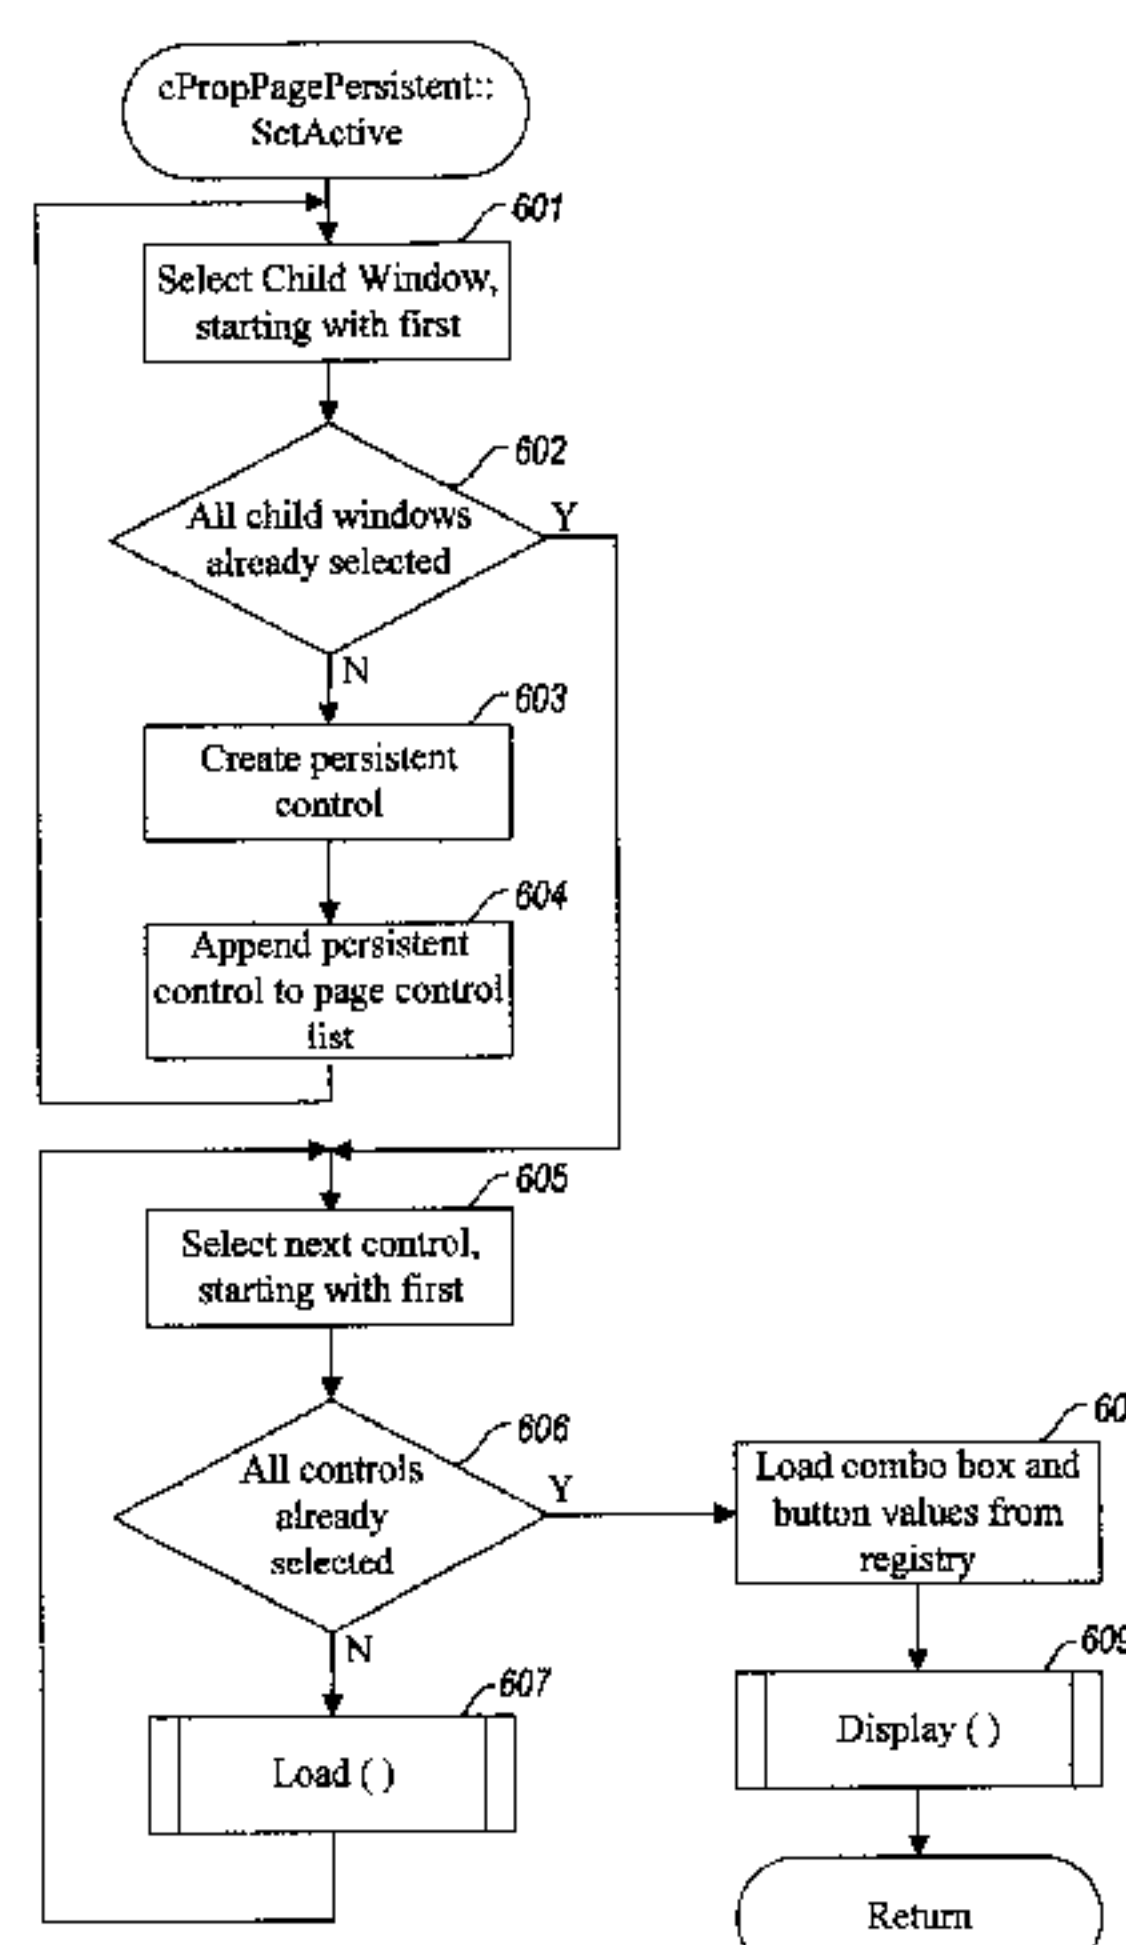 cPropPagePersistent::
SetActive
601
Select Child Window,
starting with first
602
All child windows
already selected
Y
N
603
Create persistent
control
604
Append persistent
control to page control
list
605
Select next control,
starting with first
606
All controls
already
selected
Y
N
607
Load ( )
60
Load combo box and
button values from
registry
609
Display ( )
Return